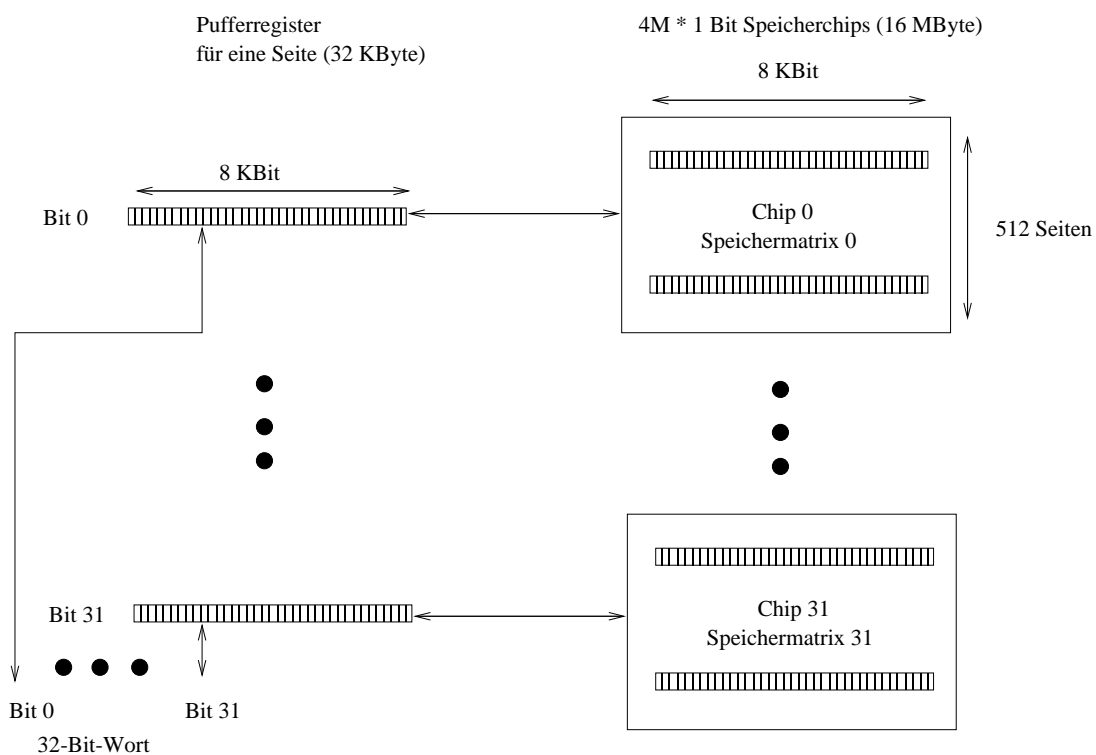 Pufferregister
für eine Seite (32 KByte)
4M * 1 Bit Speicherchips (16 MByte)
8 KBit
8 KBit
Bit 0
Chip 0
Speichermatrix 0
512 Seiten
Bit 31
Chip 31
Speichermatrix 31
Bit 0
Bit 31
32-Bit-Wort